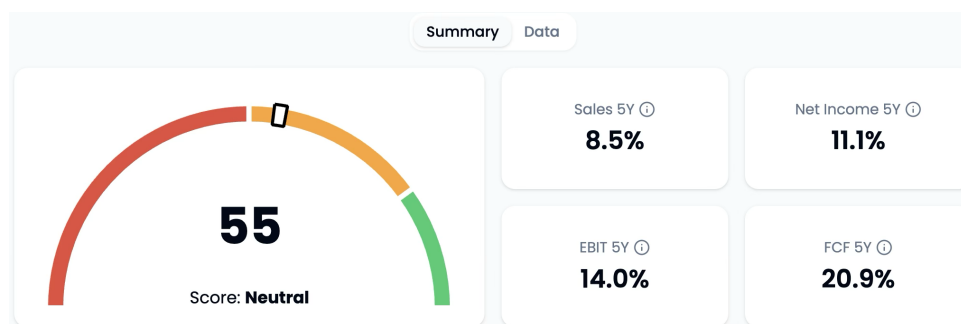 Summary Data
Sales 5Y
8.5%
Net Income 5Y
11.1%
55
Score: Neutral
EBIT 5Y
14.0%
FCF 5Y
20.9%